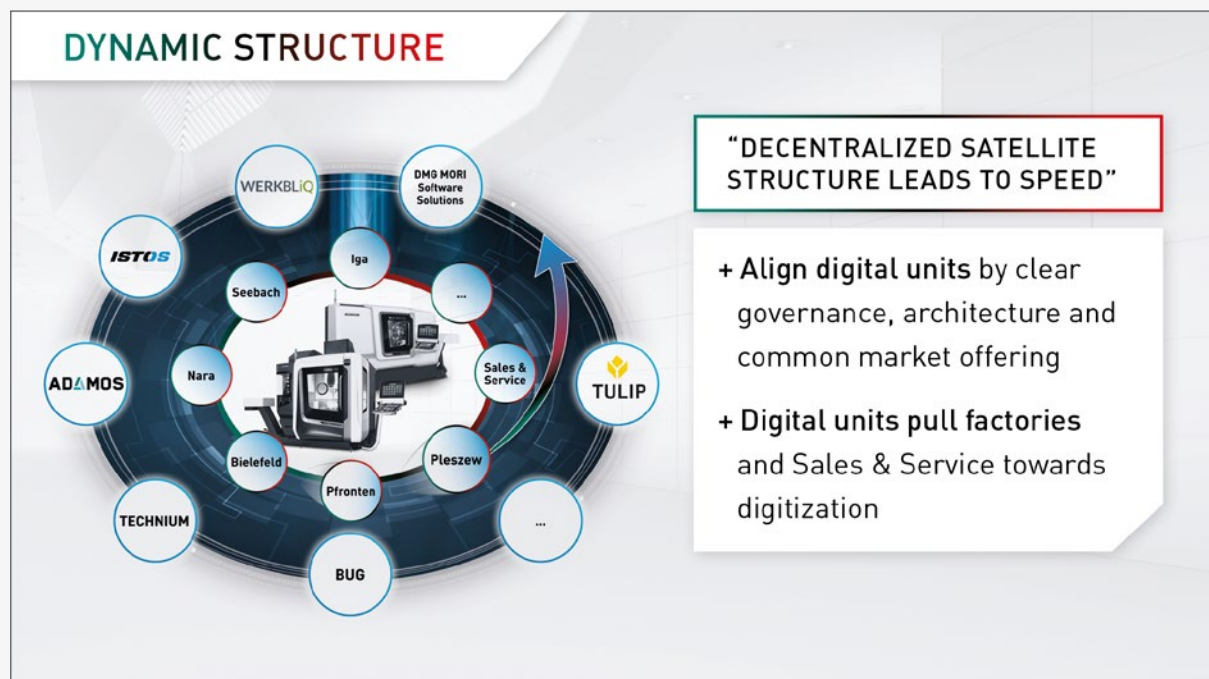 DYNAMIC STRUCTURE
WERKBLiQ
DMG MORI
Software
Solutions
ISTOS
Iga
Seebach
...
ADAMOS
Nara
Sales &
Service
TULIP
Bielefeld
Pleszew
Pfronten
TECHNIUM
...
BUG
“DECENTRALIZED SATELLITE
STRUCTURE LEADS TO SPEED”
+ Align digital units by clear
governance, architecture and
common market offering
+ Digital units pull factories
and Sales & Service towards
digitization